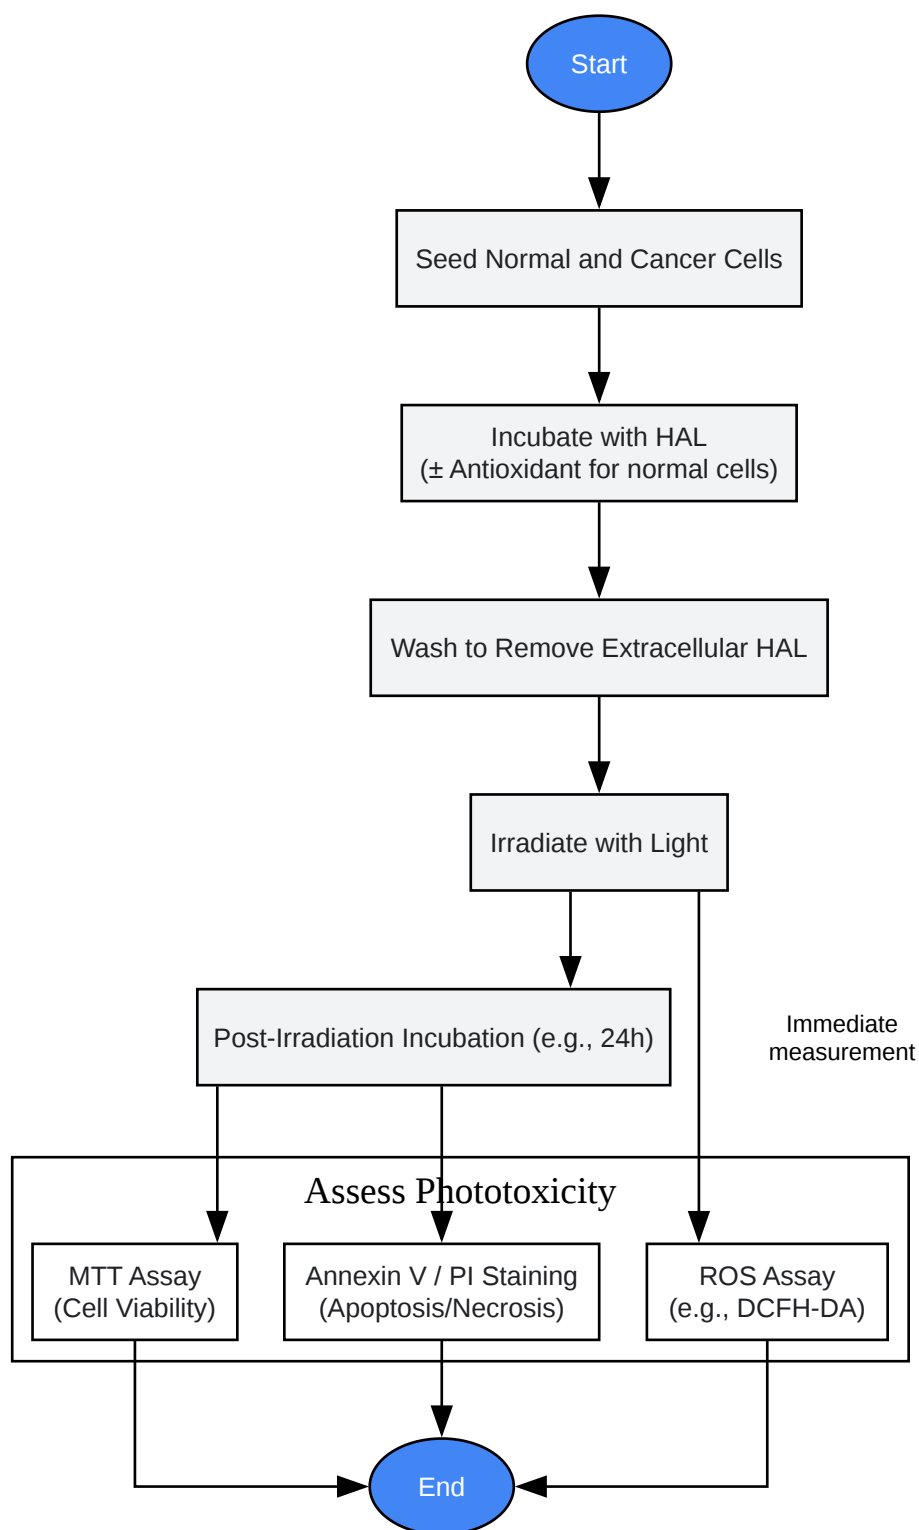 Start
Seed Normal and Cancer Cells
Incubate with HAL
(± Antioxidant for normal cells)
Wash to Remove Extracellular HAL
Irradiate with Light
Post-Irradiation Incubation (e.g., 24h)
Immediate
measurement
Assess Phototoxicity
MTT Assay
(Cell Viability)
Annexin V / PI Staining
(Apoptosis/Necrosis)
ROS Assay
(e.g., DCFH-DA)
End